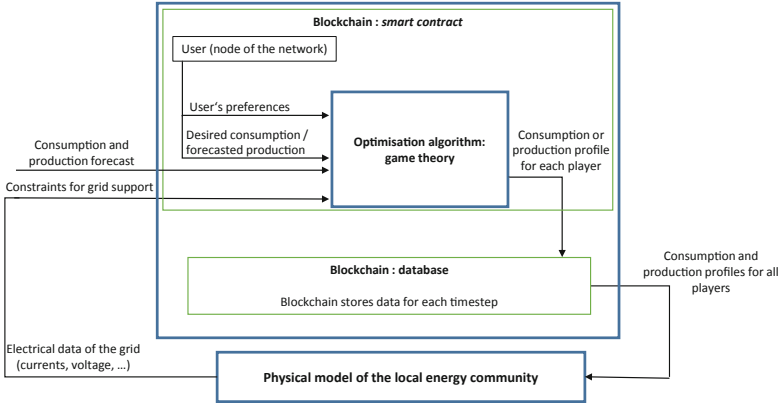 Blockchain : smart contract
User (node of the network)
User's preferences
Desired consumption /
forecasted production
Consumption and
production forecast
Constraints for grid support
Optimisation algorithm:
game theory
Consumption or
production profile
for each player
Blockchain : database
Blockchain stores data for each timestep
Consumption and
production profiles for all
players
Electrical data of the grid
(currents, voltage, ...)
Physical model of the local energy community